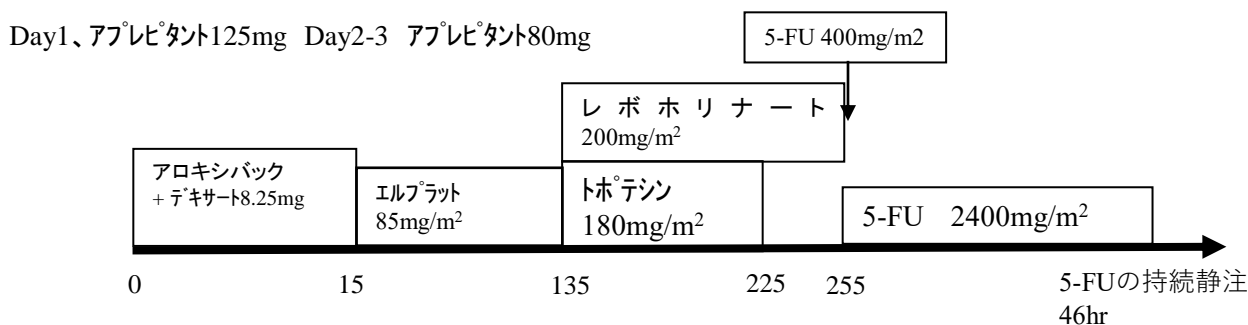 Day1、アプレピタント125mg Day2-3 アプレピタント80mg
5-FU 400mg/m2
レボホリナート
200mg/m²
アロキシバック
+ デキサート8.25mg
エルプラット
85mg/m²
トポテシン
180mg/m²
5-FU 2400mg/m²
0 15 135 225 255 5-FUの持続静注
46hr